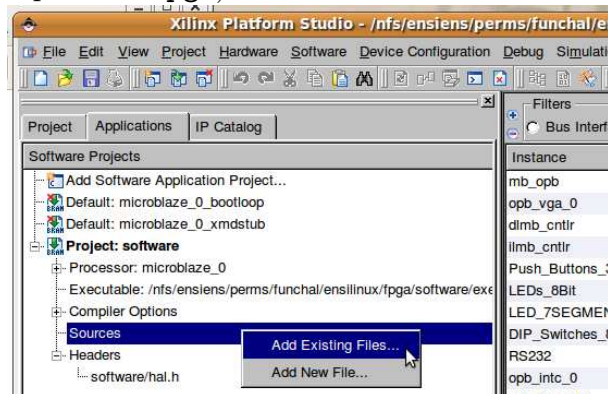 Xilinx Platform Studio - /nfs/ensiens/perms/funchal/e
File Edit View Project Hardware Software Device Configuration Debug Simulati
Project Applications IP Catalog
Filters
Bus Interf
Software Projects
Instance
Add Software Application Project...
mb_opb
Default: microblaze_0_bootloop
opb_vga_0
Default: microblaze_0_xmdstub
dlmb_cntlr
Project: software
ilmb_cntlr
Processor: microblaze_0
Push_Buttons_3
Executable: /nfs/ensiens/perms/funchal/ensilinux/fpga/software/exe
LEDs_8Bit
Compiler Options
LED_7SEGMEN
Sources
Add Existing Files...
DIP_Switches_8
Headers
RS232
software/hal.h
Add New File...
opb_intc_0